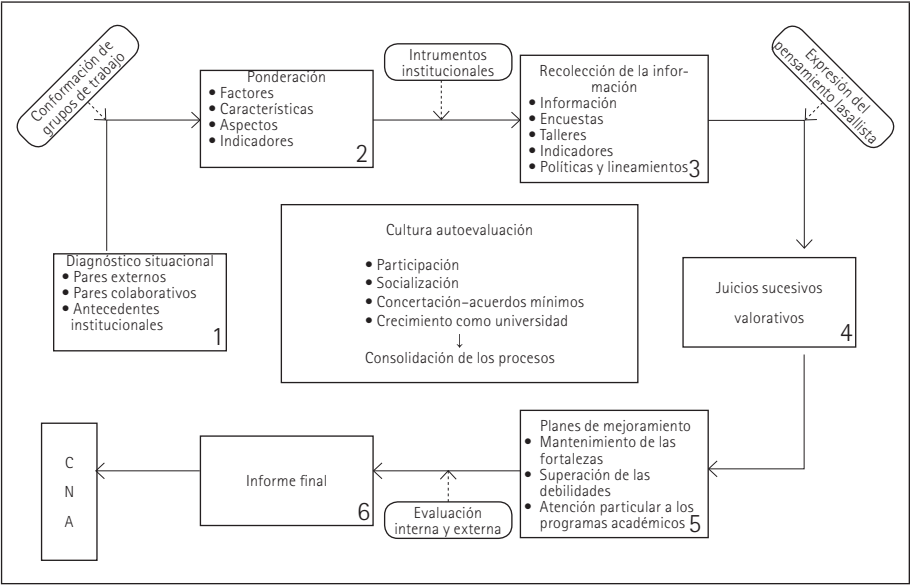 Conformación de
grupos de trabajo
Ponderación
• Factores
• Características
• Aspectos
• Indicadores
2
Intrumentos
institucionales
Recolección de la infor-
mación
• Información
• Encuestas
• Talleres
• Indicadores
• Políticas y lineamientos
3
Expresión del
pensamiento lasallista
Diagnóstico situacional
• Pares externos
• Pares colaborativos
• Antecedentes
institucionales
1
Cultura autoevaluación
• Participación
• Socialización
• Concertación-acuerdos mínimos
• Crecimiento como universidad
↓
Consolidación de los procesos
Juicios sucesivos
valorativos
4
Planes de mejoramiento
• Mantenimiento de las
fortalezas
• Superación de las
debilidades
• Atención particular a los
programas académicos
5
Evaluación
interna y externa
Informe final
6
C
N
A